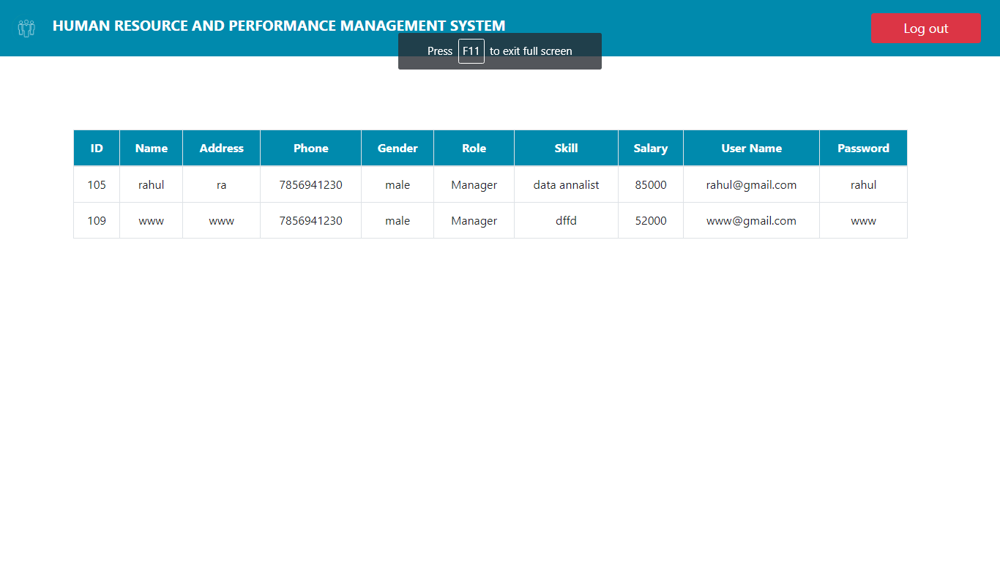 HUMAN RESOURCE AND PERFORMANCE MANAGEMENT SYSTEM
Log out
Press F11 to exit full screen
ID Name Address Phone Gender Role Skill Salary User Name Password
105 rahul ra 7856941230 male Manager data annalist 85000 rahul@gmail.com rahul
109 www www 7856941230 male Manager dffd 52000 www@gmail.com www